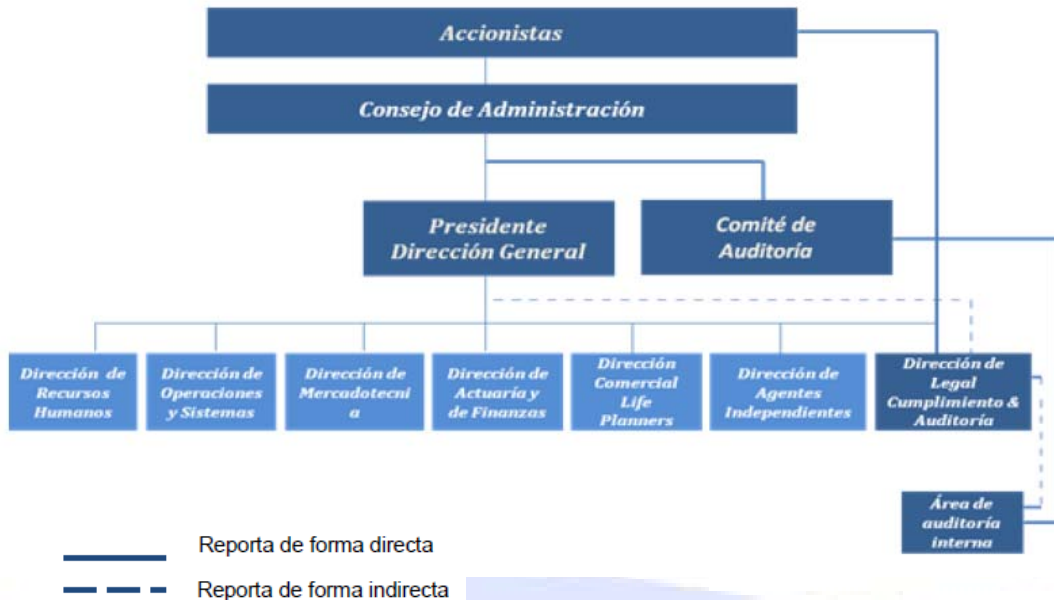 Accionistas
Consejo de Administración
Presidente
Dirección General
Comité de
Auditoría
Dirección de
Recursos
Humanos
Dirección de
Operaciones
y Sistemas
Dirección de
Mercadotecni
a
Dirección de
Actuaría y
de Finanzas
Dirección
Comercial
Life
Planners
Dirección de
Agentes
Independientes
Dirección de
Legal
Cumplimiento &
Auditoría
Área de
auditoría
interna
Reporta de forma directa
Reporta de forma indirecta